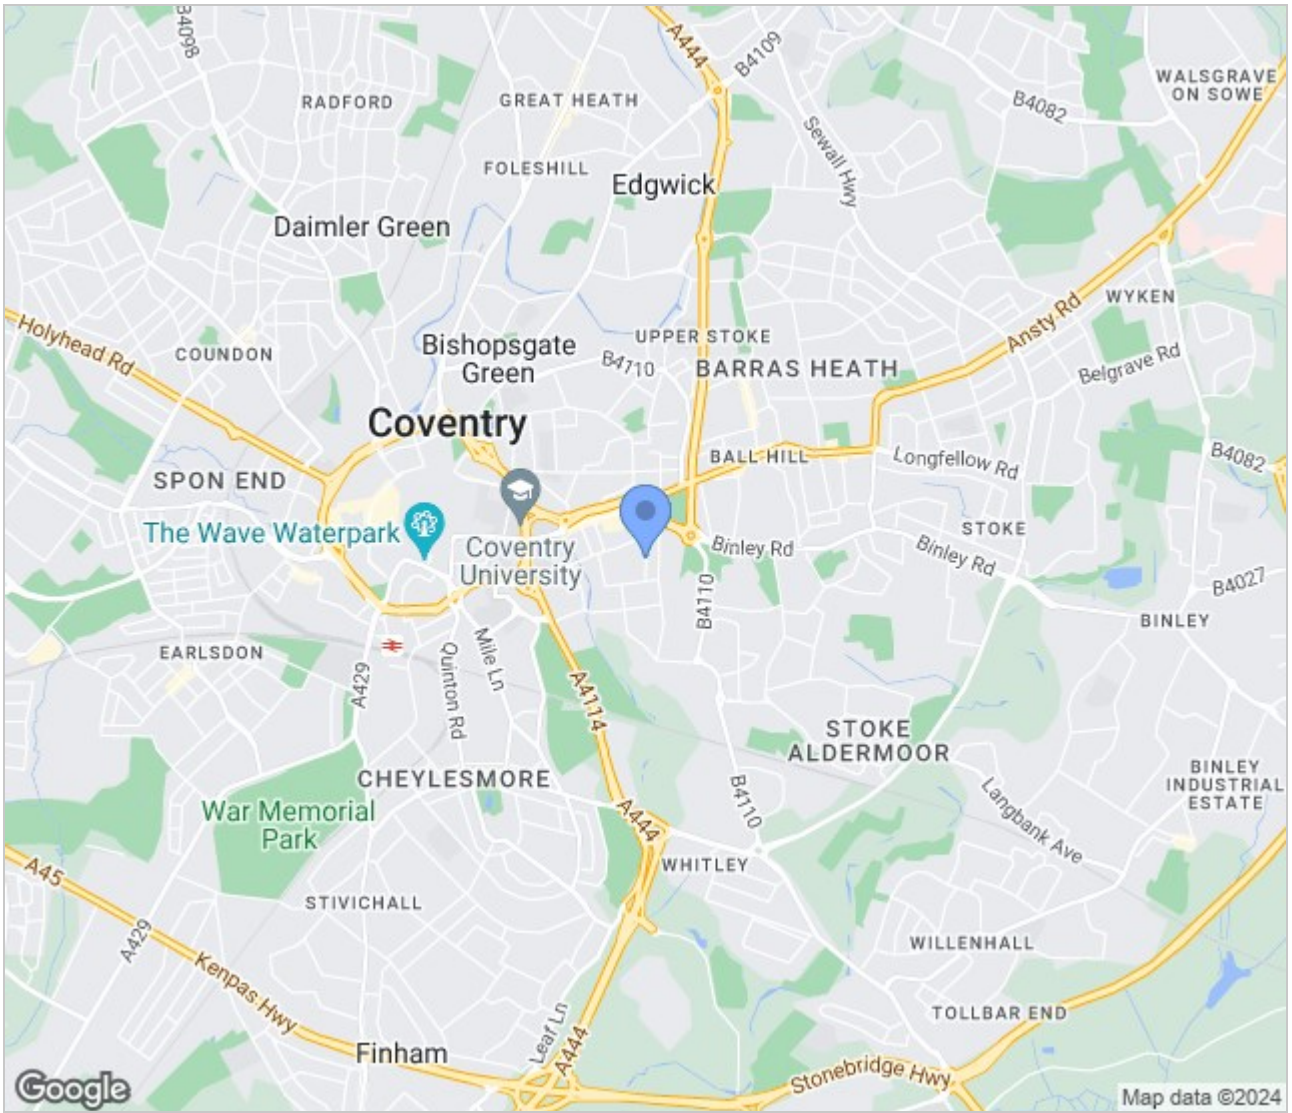 B4098
A444
B4109
WALSGRAVE
ON SOWE
RADFORD
GREAT HEATH
B4082
Sewall Hwy
FOLESHILL
Edgwick
Daimler Green
WYKEN
Holyhead Rd
Ansty Rd
COUNDON
Bishopsgate
Green
UPPER STOKE
B4110
BARRAS HEATH
Belgrave Rd
Coventry
BALL HILL
Longfellow Rd
B4082
SPON END
The Wave Waterpark
Coventry
University
Binley Rd
STOKE
Binley Rd
B4027
B4110
BINLEY
EARLSDON
A429
Quinton Rd
Mile Ln
A4114
STOKE
ALDERMOOR
CHEYLESMORE
BINLEY
INDUSTRIAL
ESTATE
War Memorial
Park
A444
B4110
Langbank Ave
A45
WHITLEY
STIVICHALL
A429
WILLENHALL
Kenpas Hwy
TOLLBAR END
Leaf Ln
A444
Finham
Stonebridge Hwy
Google
Map data ©2024